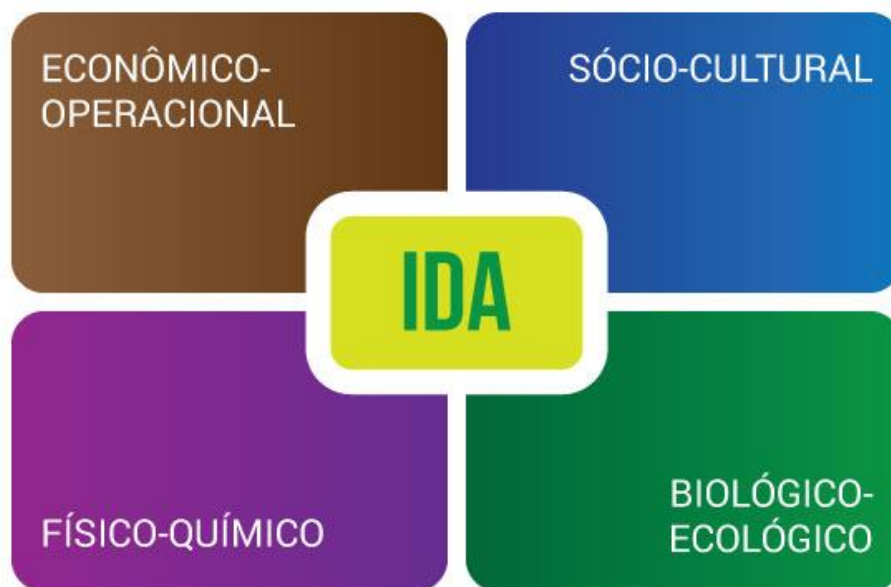 ECONÔMICO-
OPERACIONAL
SÓCIO-CULTURAL
IDA
FÍSICO-QUÍMICO
BIOLÓGICO-
ECOLÓGICO